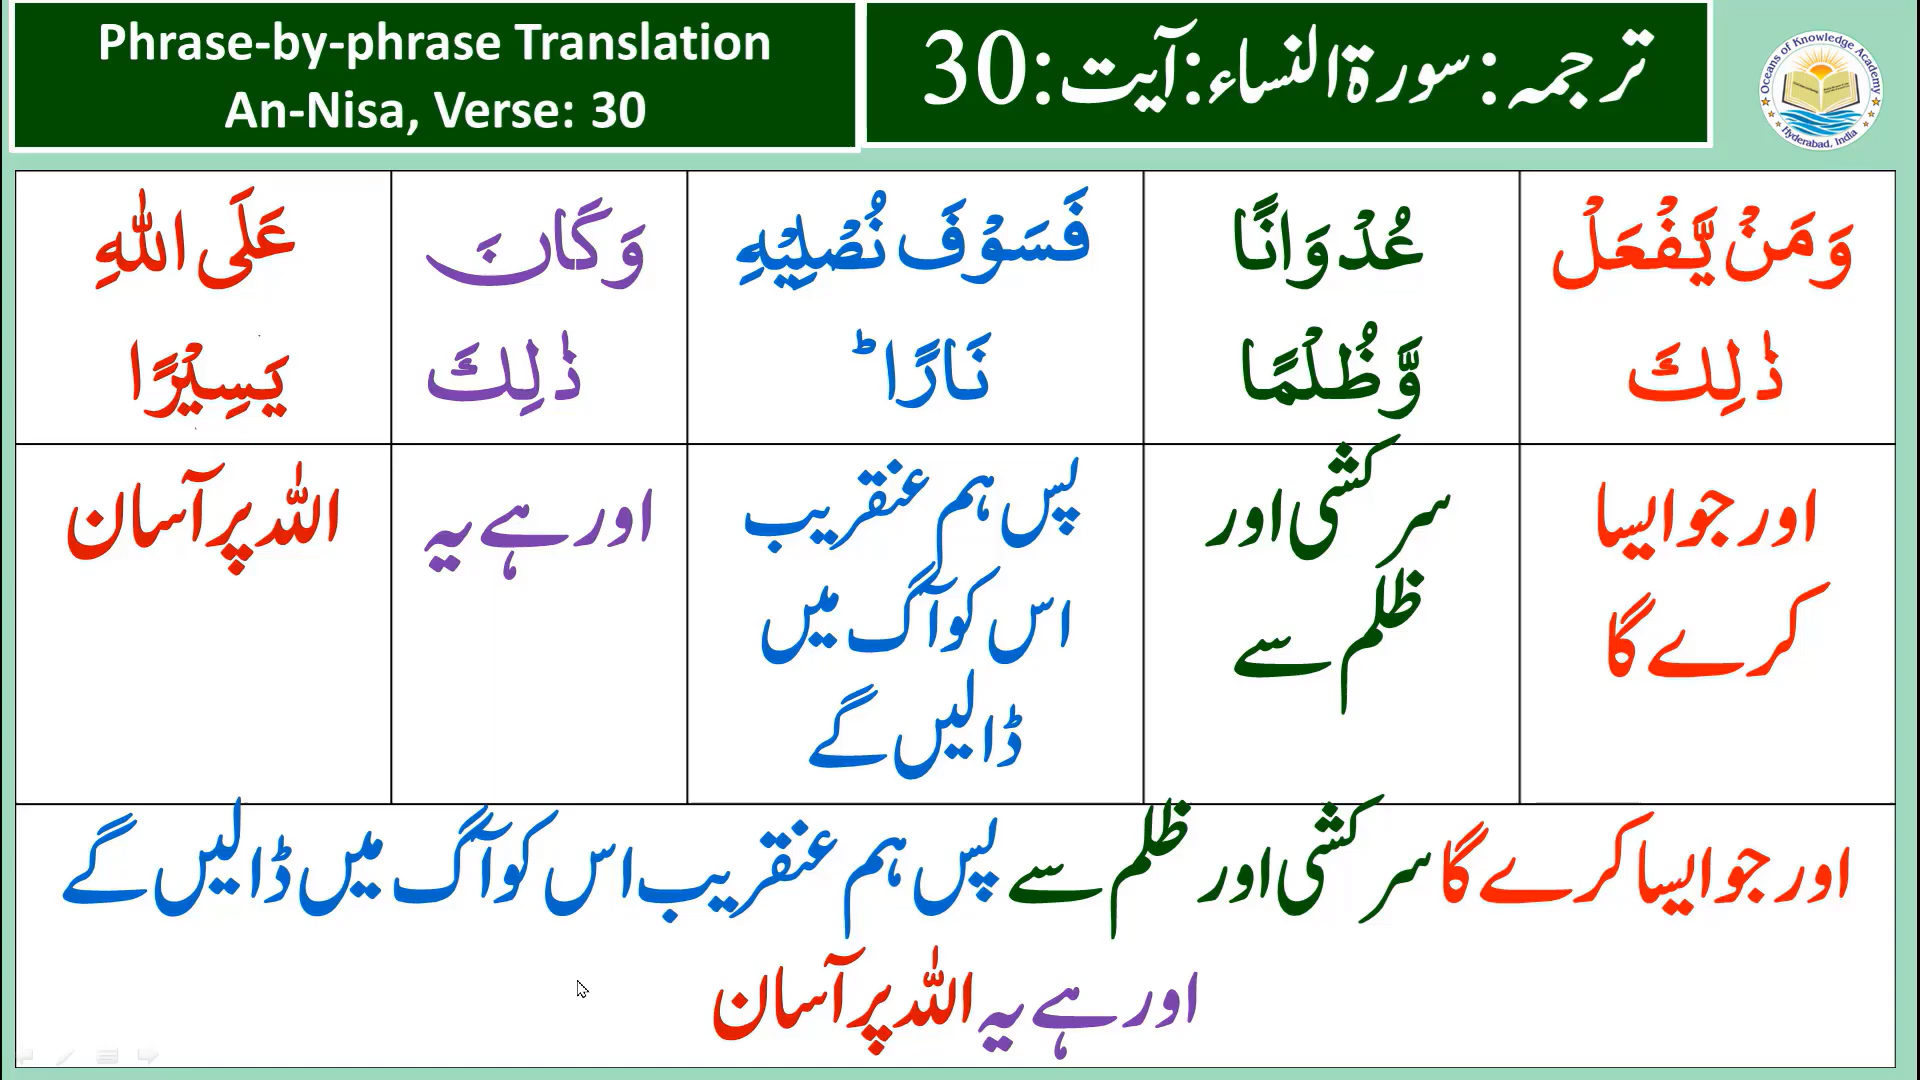 Phrase-by-phrase Translation
An-Nisa, Verse: 30
ترجمہ: سورۃ النساء: آیت: 30
Oceans of Knowledge Academy
Hyderabad, India
وَ مَنْ یَّفْعَلْ
ذٰلِكَ
عُدْوَانًا
وَّ ظُلْمًا
فَسَوْفَ نُصْلِیْهِ
نَارًا ؕ
وَ كَانَ
ذٰلِكَ
عَلَى اللّٰهِ
یَسِیْرًا
اور جو ایسا
کرے گا
سرکشی اور
ظلم سے
پس ہم عنقریب
اس کو آگ میں
ڈالیں گے
اور ہے یہ
اللہ پر آسان
اور جو ایسا کرے گا سرکشی اور ظلم سے پس ہم عنقریب اس کو آگ میں ڈالیں گے
اور ہے یہ اللہ پر آسان